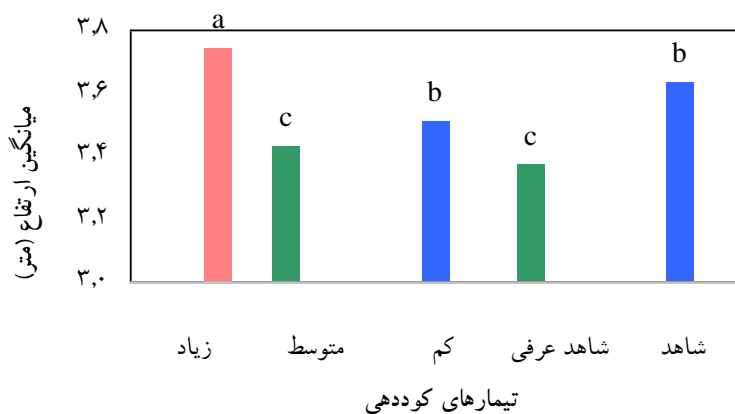 میانگین ارتفاع (متر)
۳,۸
۳,۶
۳,۴
۳,۲
۳,۰
a
c
b
c
b
زیاد
متوسط
کم
شاهد عرفی
شاهد
تیمارهای کوددهی